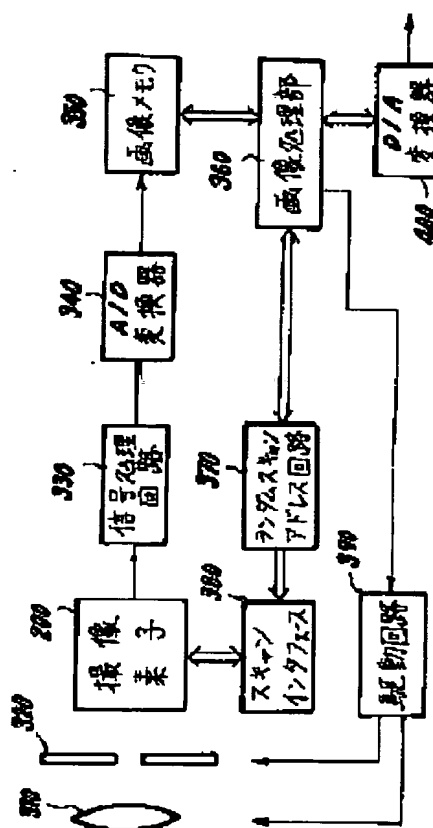 310
320
200
撮像
素子
330
信号処理
回路
340
A/D
変換器
350
画像メモリ
380
スキャン
インタフェース
370
ランダムスキャン
アドレス回路
360
画像処理部
390
駆動回路
400
D/A
変換器